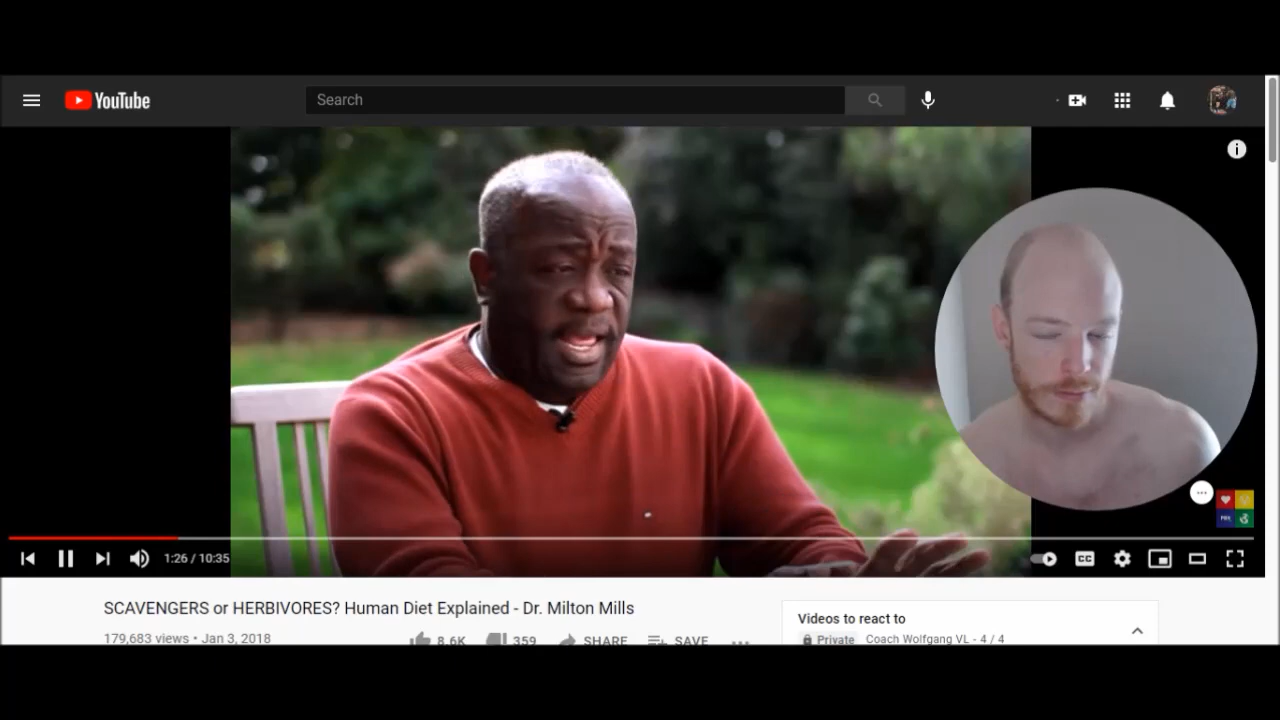 YouTube
Search
1:26 / 10:35
CC
SCAVENGERS or HERBIVORES? Human Diet Explained - Dr. Milton Mills
179,683 views • Jan 3, 2018
8.6K
359
SHARE
SAVE
Videos to react to
Private Coach Wolfgang VL - 4 / 4